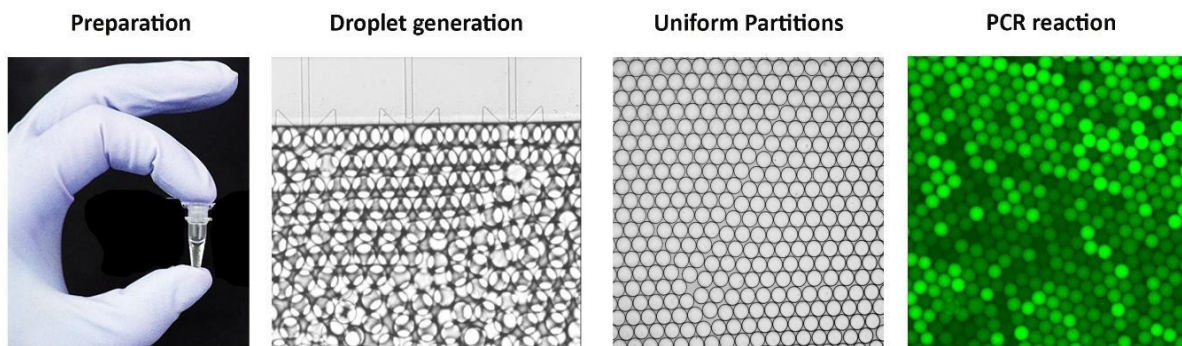 Preparation
Droplet generation
Uniform Partitions
PCR reaction